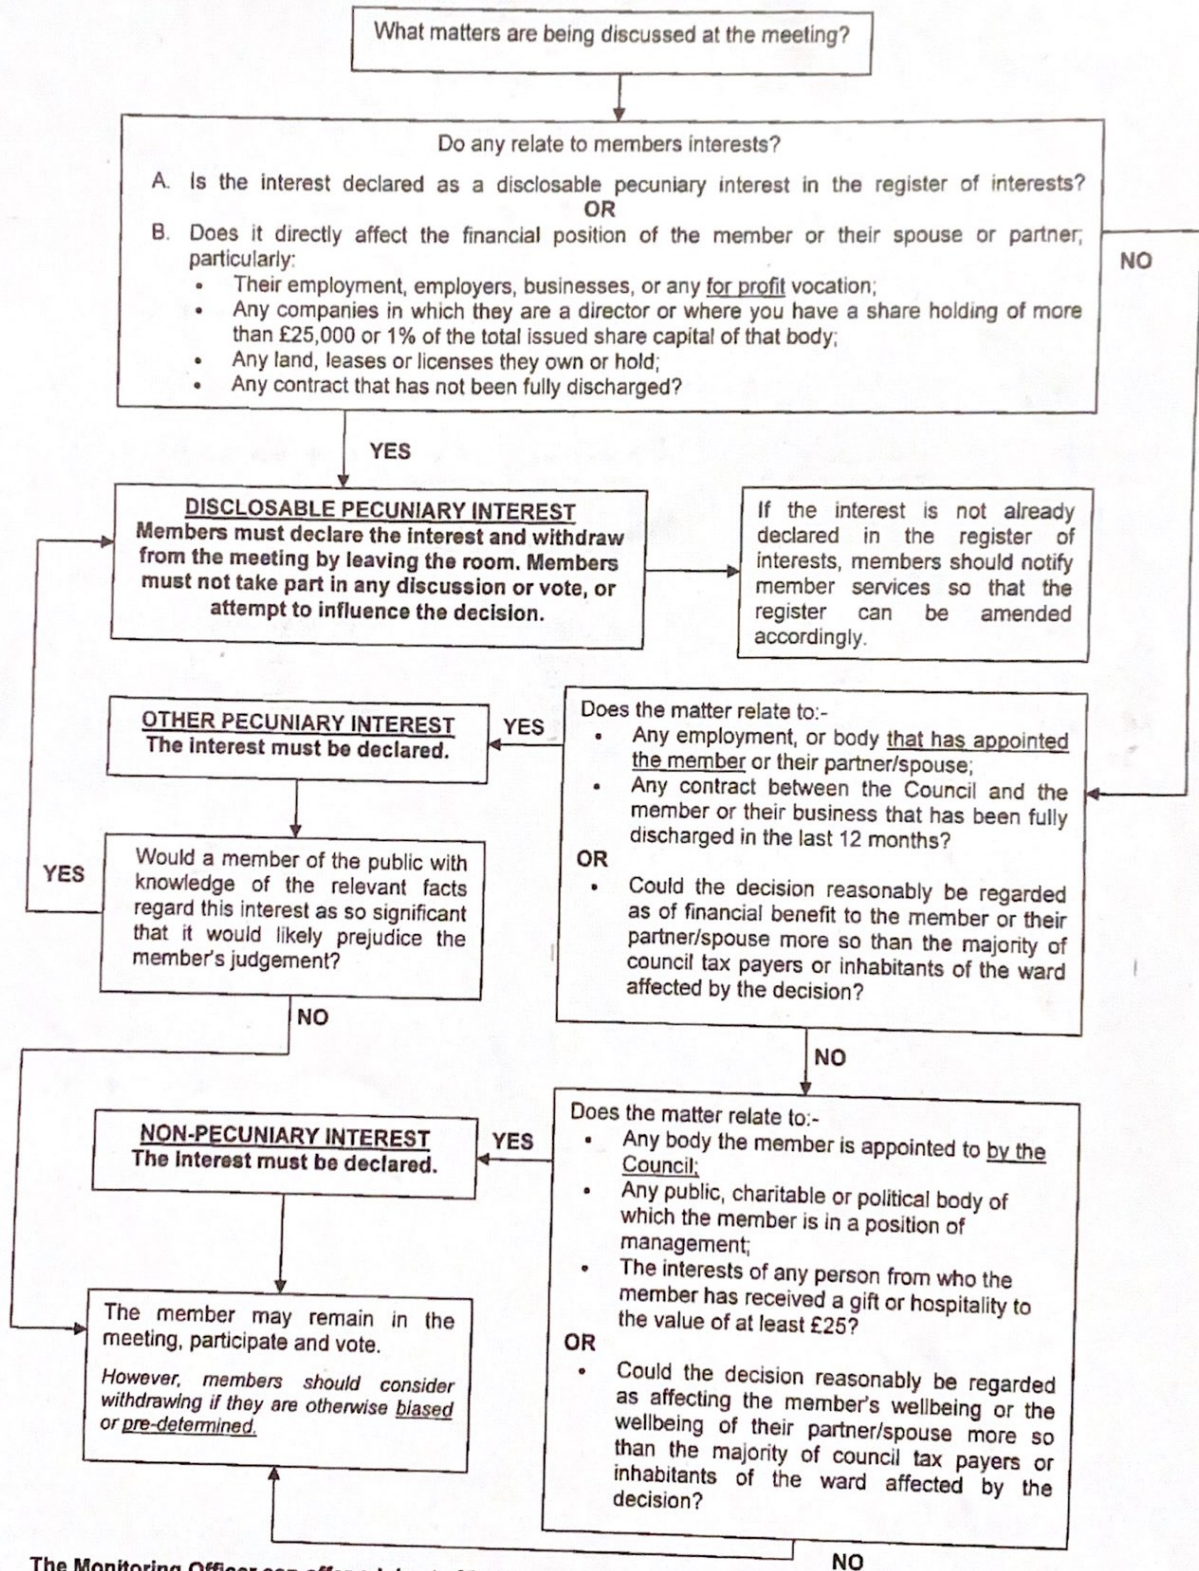 What matters are being discussed at the meeting?
Do any relate to members interests?
A. Is the interest declared as a disclosable pecuniary interest in the register of interests?
OR
B. Does it directly affect the financial position of the member or their spouse or partner,
particularly:
• Their employment, employers, businesses, or any for profit vocation;
• Any companies in which they are a director or where you have a share holding of more
than £25,000 or 1% of the total issued share capital of that body;
• Any land, leases or licenses they own or hold;
• Any contract that has not been fully discharged?
NO
YES
DISCLOSABLE PECUNIARY INTEREST
Members must declare the interest and withdraw
from the meeting by leaving the room. Members
must not take part in any discussion or vote, or
attempt to influence the decision.
If the interest is not already
declared in the register of
interests, members should notify
member services so that the
register can be amended
accordingly.
OTHER PECUNIARY INTEREST
The interest must be declared.
YES
Does the matter relate to:-
• Any employment, or body that has appointed
the member or their partner/spouse;
• Any contract between the Council and the
member or their business that has been fully
discharged in the last 12 months?
OR
• Could the decision reasonably be regarded
as of financial benefit to the member or their
partner/spouse more so than the majority of
council tax payers or inhabitants of the ward
affected by the decision?
YES
Would a member of the public with
knowledge of the relevant facts
regard this interest as so significant
that it would likely prejudice the
member's judgement?
NO
NO
NON-PECUNIARY INTEREST
The interest must be declared.
YES
Does the matter relate to:-
• Any body the member is appointed to by the
Council;
• Any public, charitable or political body of
which the member is in a position of
management;
• The interests of any person from who the
member has received a gift or hospitality to
the value of at least £25?
OR
• Could the decision reasonably be regarded
as affecting the member's wellbeing or the
wellbeing of their partner/spouse more so
than the majority of council tax payers or
inhabitants of the ward affected by the
decision?
The member may remain in the
meeting, participate and vote.
However, members should consider
withdrawing if they are otherwise biased
or pre-determined.
NO
The Monitoring Officer can offer